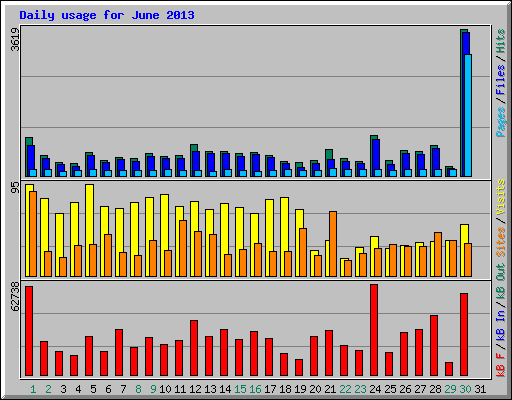 Daily usage for June 2013
3619
Pages / Files / Hits
95
Sites / Visits
62738
kB F / kB In / kB Out
1 2 3 4 5 6 7 8 9 10 11 12 13 14 15 16 17 18 19 20 21 22 23 24 25 26 27 28 29 30 31